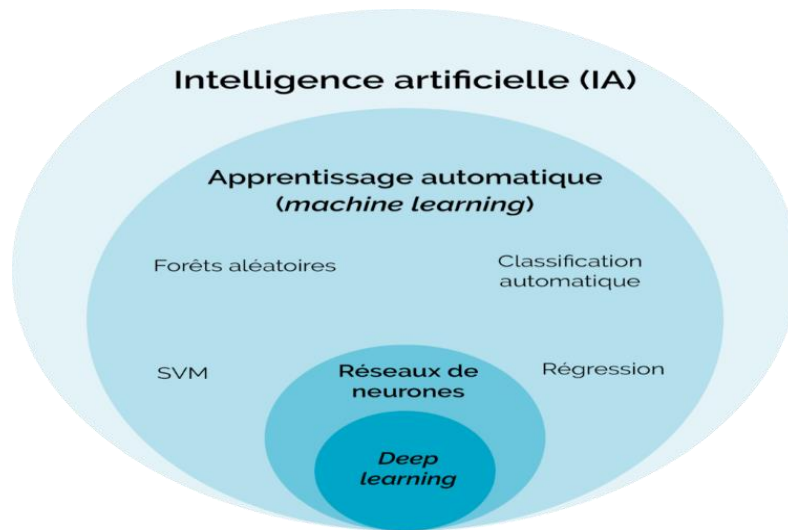 Intelligence artificielle (IA)
Apprentissage automatique
(machine learning)
Forêts aléatoires
Classification
automatique
SVM
Réseaux de
neurones
Régression
Deep
learning